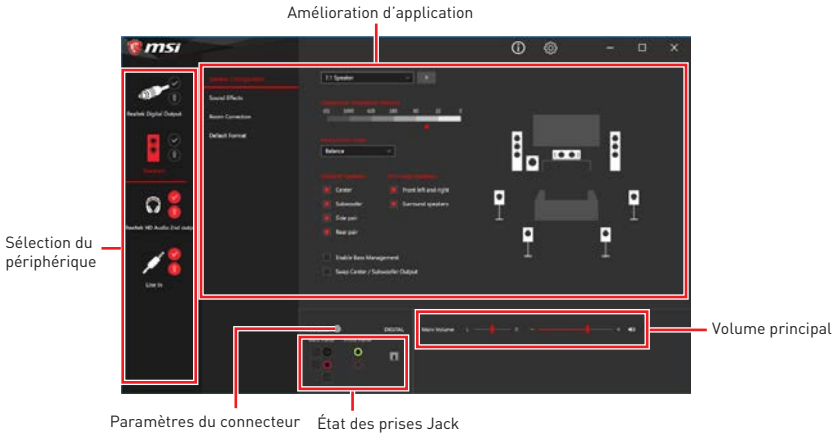 Amélioration d'application
msi
Speaker Configuration
7.1 Speaker
Sound Effects
Room Correction
Default Format
Realtek Digital Output
Balance
Center
Front left and right
Subwoofer
Surround speakers
Side pair
Rear pair
Enable Bass Management
Swap Center / Subwoofer Output
Speakers
Realtek HD Audio 2nd output
Line In
Sélection du
périphérique
DIGITAL
Main Volume
L
R
Volume principal
Paramètres du connecteur
État des prises Jack